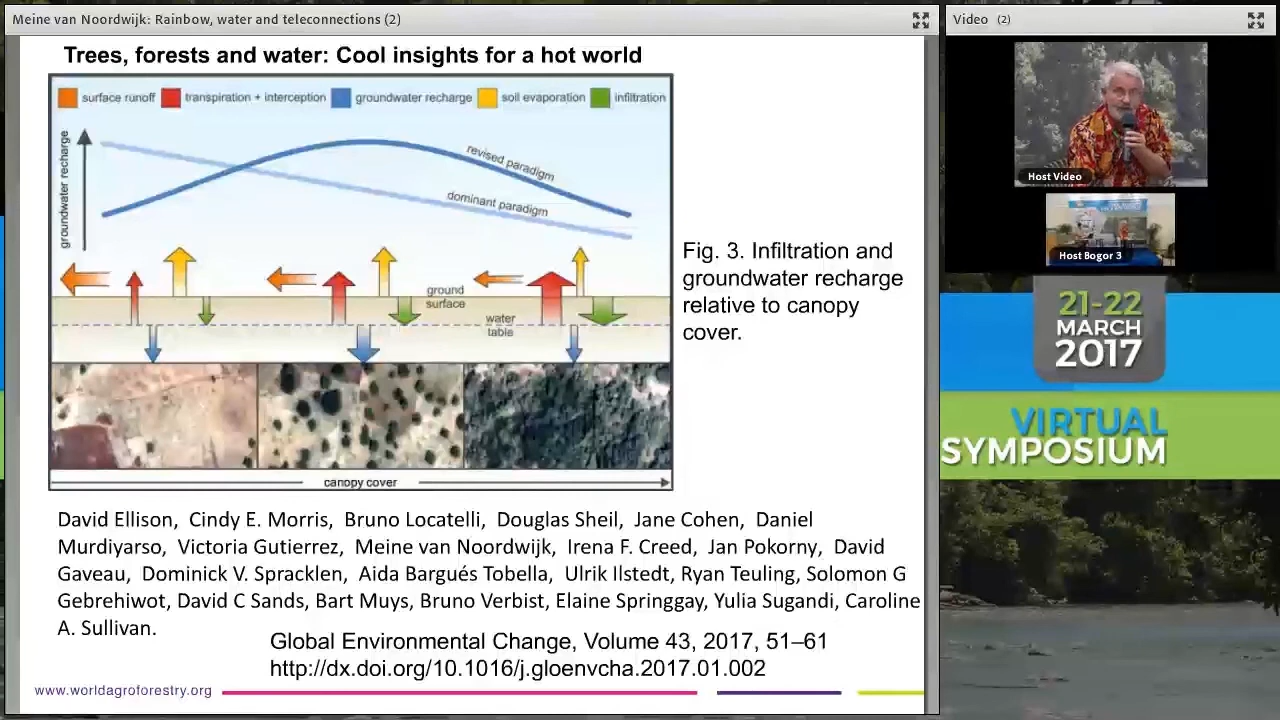 Meine van Noordwijk: Rainbow, water and teleconnections (2)
Trees, forests and water: Cool insights for a hot world
surface runoff
transpiration + interception
groundwater recharge
soil evaporation
infiltration
groundwater recharge
revised paradigm
dominant paradigm
ground
surface
water
table
canopy cover
Fig. 3. Infiltration and
groundwater recharge
relative to canopy
cover.
David Ellison, Cindy E. Morris, Bruno Locatelli, Douglas Sheil, Jane Cohen, Daniel
Murdiyarso, Victoria Gutierrez, Meine van Noordwijk, Irena F. Creed, Jan Pokorny, David
Gaveau, Dominick V. Spracklen, Aida Bargués Tobella, Ulrik Ilstedt, Ryan Teuling, Solomon G
Gebrehiwot, David C Sands, Bart Muys, Bruno Verbist, Elaine Springgay, Yulia Sugandi, Caroline
A. Sullivan.
Global Environmental Change, Volume 43, 2017, 51–61
http://dx.doi.org/10.1016/j.gloenvcha.2017.01.002
www.worldagroforestry.org
Video (2)
Host Video
Host Bogor 3
21-22
MARCH
2017
VIRTUAL
SYMPOSIUM